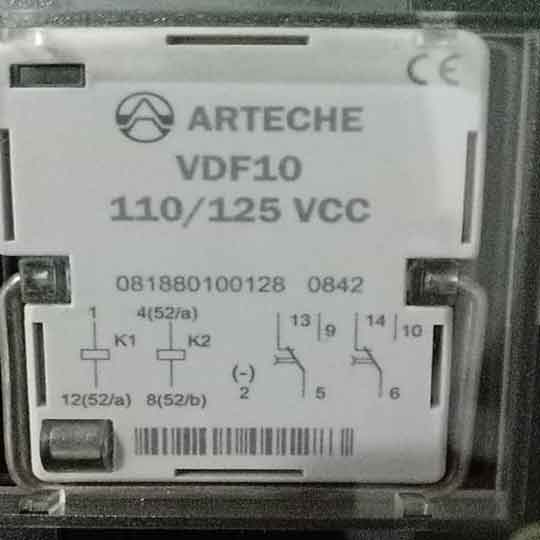 CE
ARTECHE
VDF10
110/125 VCC
081880100128 0842
1 4(52/a) 13 9 14 10
K1 K2
(-)
12(52/a) 8(52/b) 2 5 6